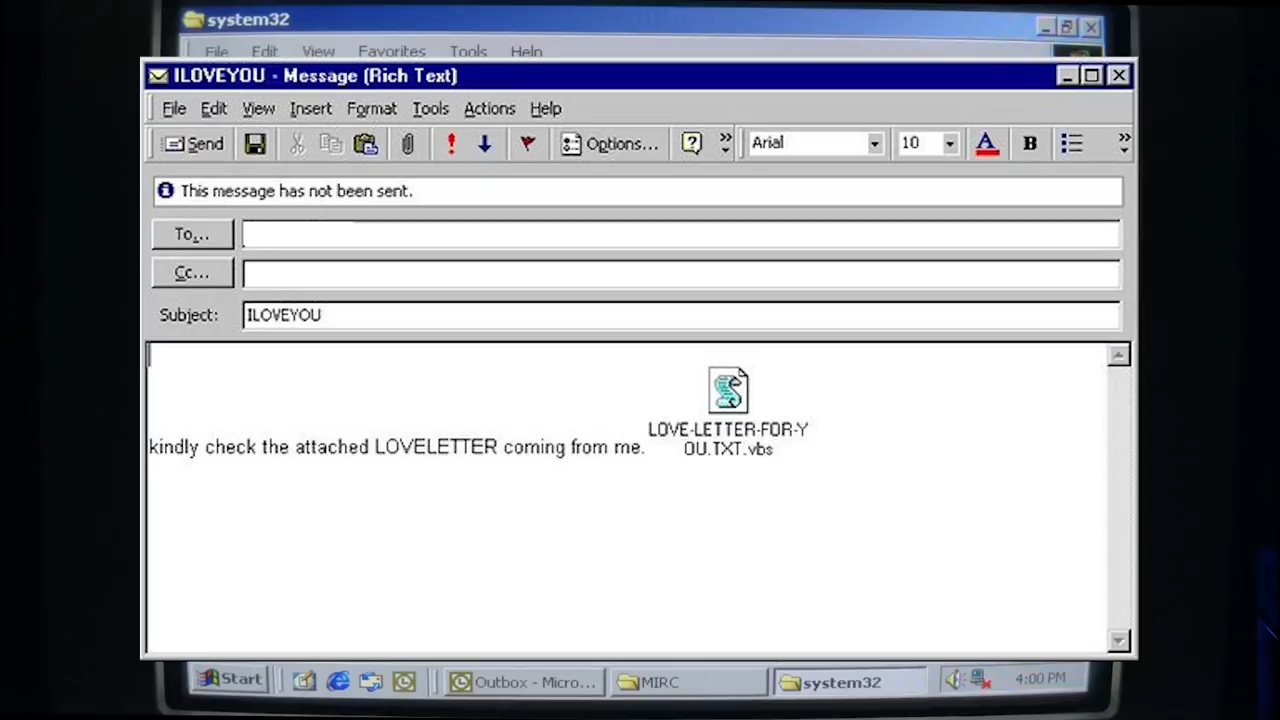 system32
File Edit View Favorites Tools Help
ILOVEYOU - Message (Rich Text)
File Edit View Insert Format Tools Actions Help
Send Options... Arial 10 A B
This message has not been sent.
To...
Cc...
Subject: ILOVEYOU
kindly check the attached LOVELETTER coming from me.
LOVE-LETTER-FOR-Y
OU.TXT.vbs
Start Outbox - Micro... MIRC system32 4:00 PM